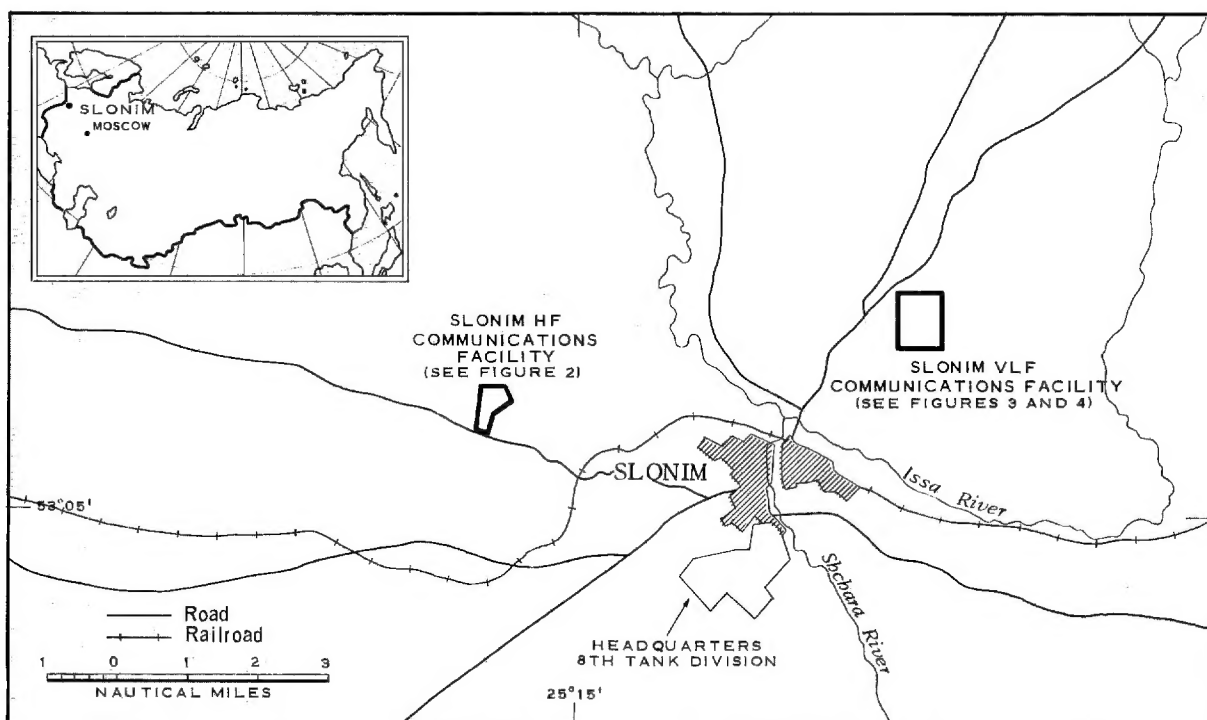 SLONIM
MOSCOW
SLONIM HF
COMMUNICATIONS
FACILITY
(SEE FIGURE 2)
SLONIM VLF
COMMUNICATIONS FACILITY
(SEE FIGURES 3 AND 4)
SLONIM
Issa River
53°05'
Shchara River
HEADQUARTERS
8TH TANK DIVISION
Road
Railroad
1 0 1 2 3
NAUTICAL MILES
25°15'